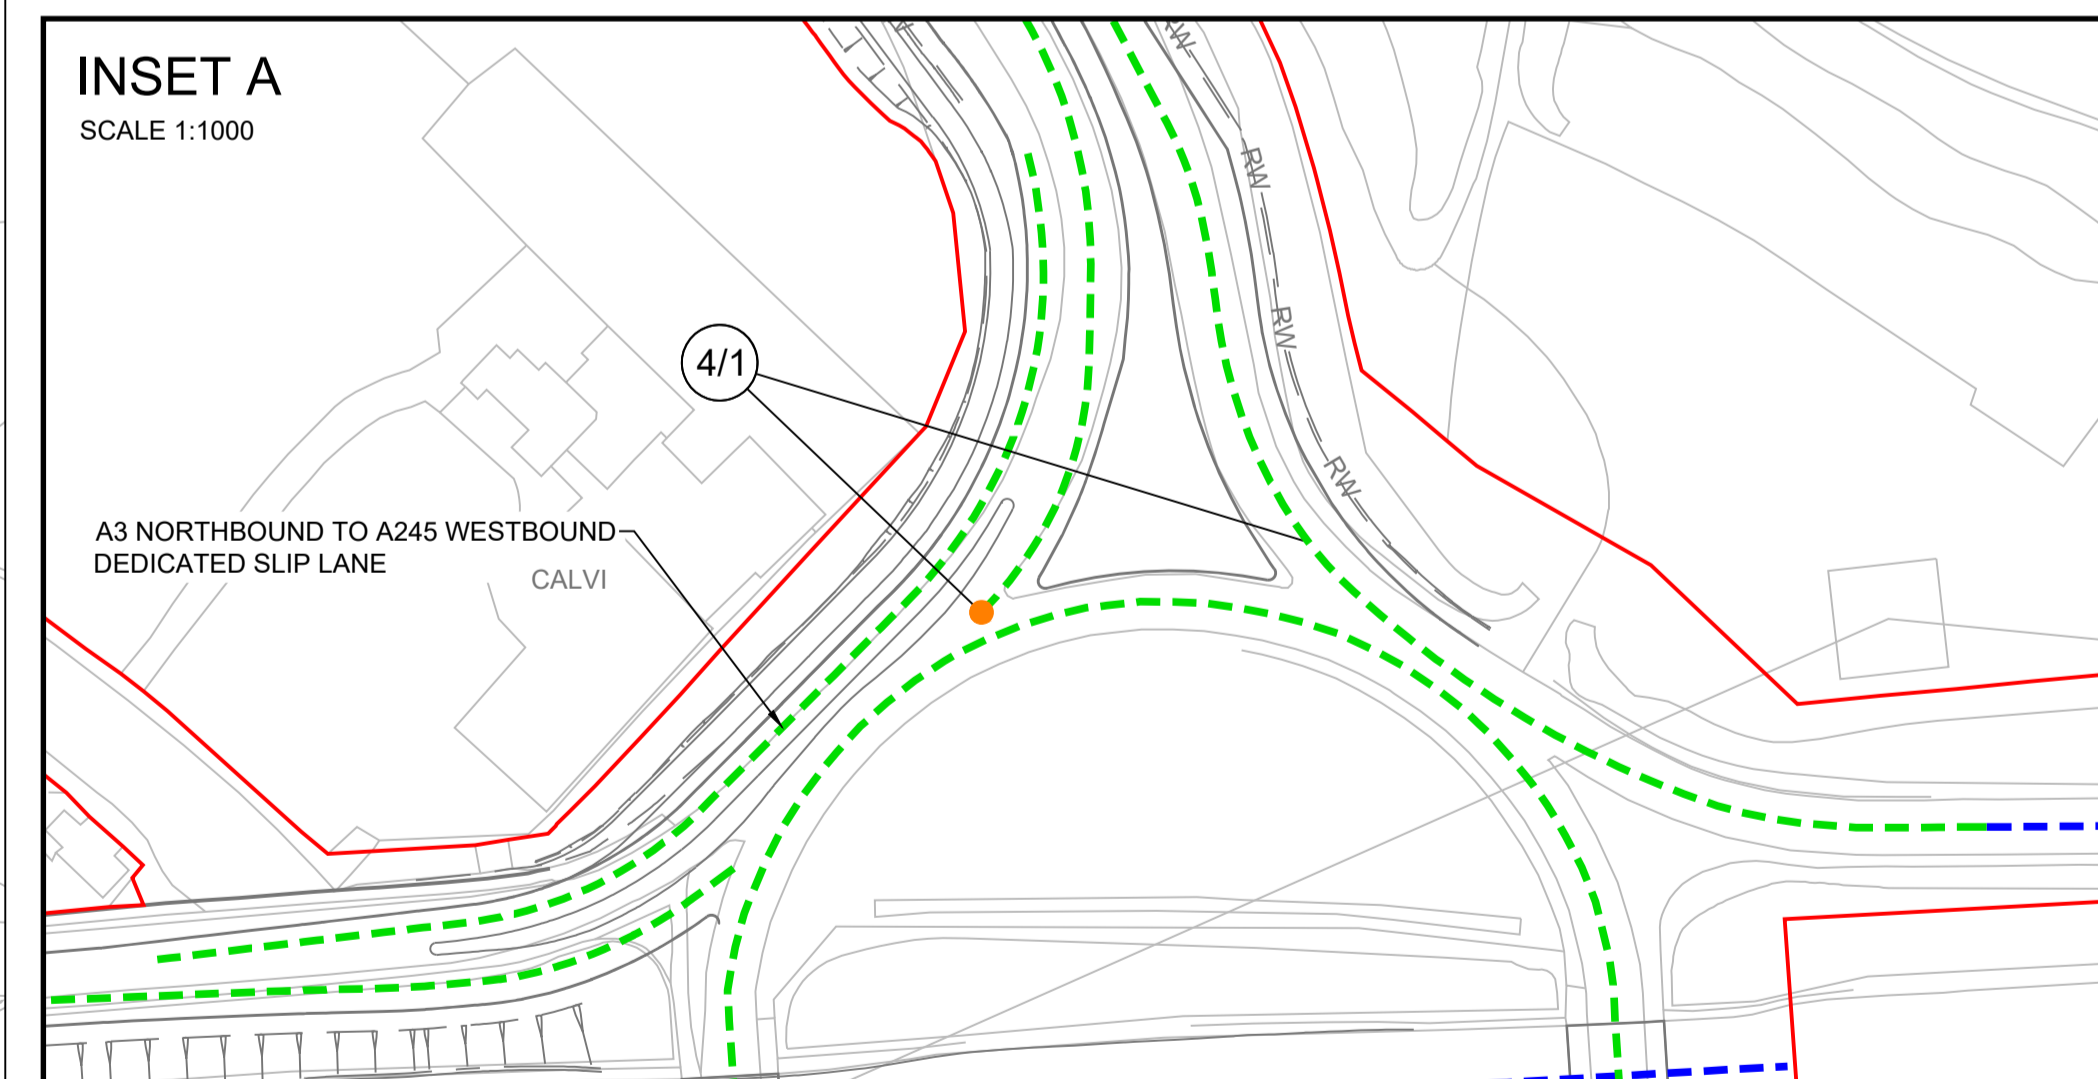 INSET A
SCALE 1:1000
RW
RW
RW
RW
4/1
A3 NORTHBOUND TO A245 WESTBOUND
DEDICATED SLIP LANE
CALVI